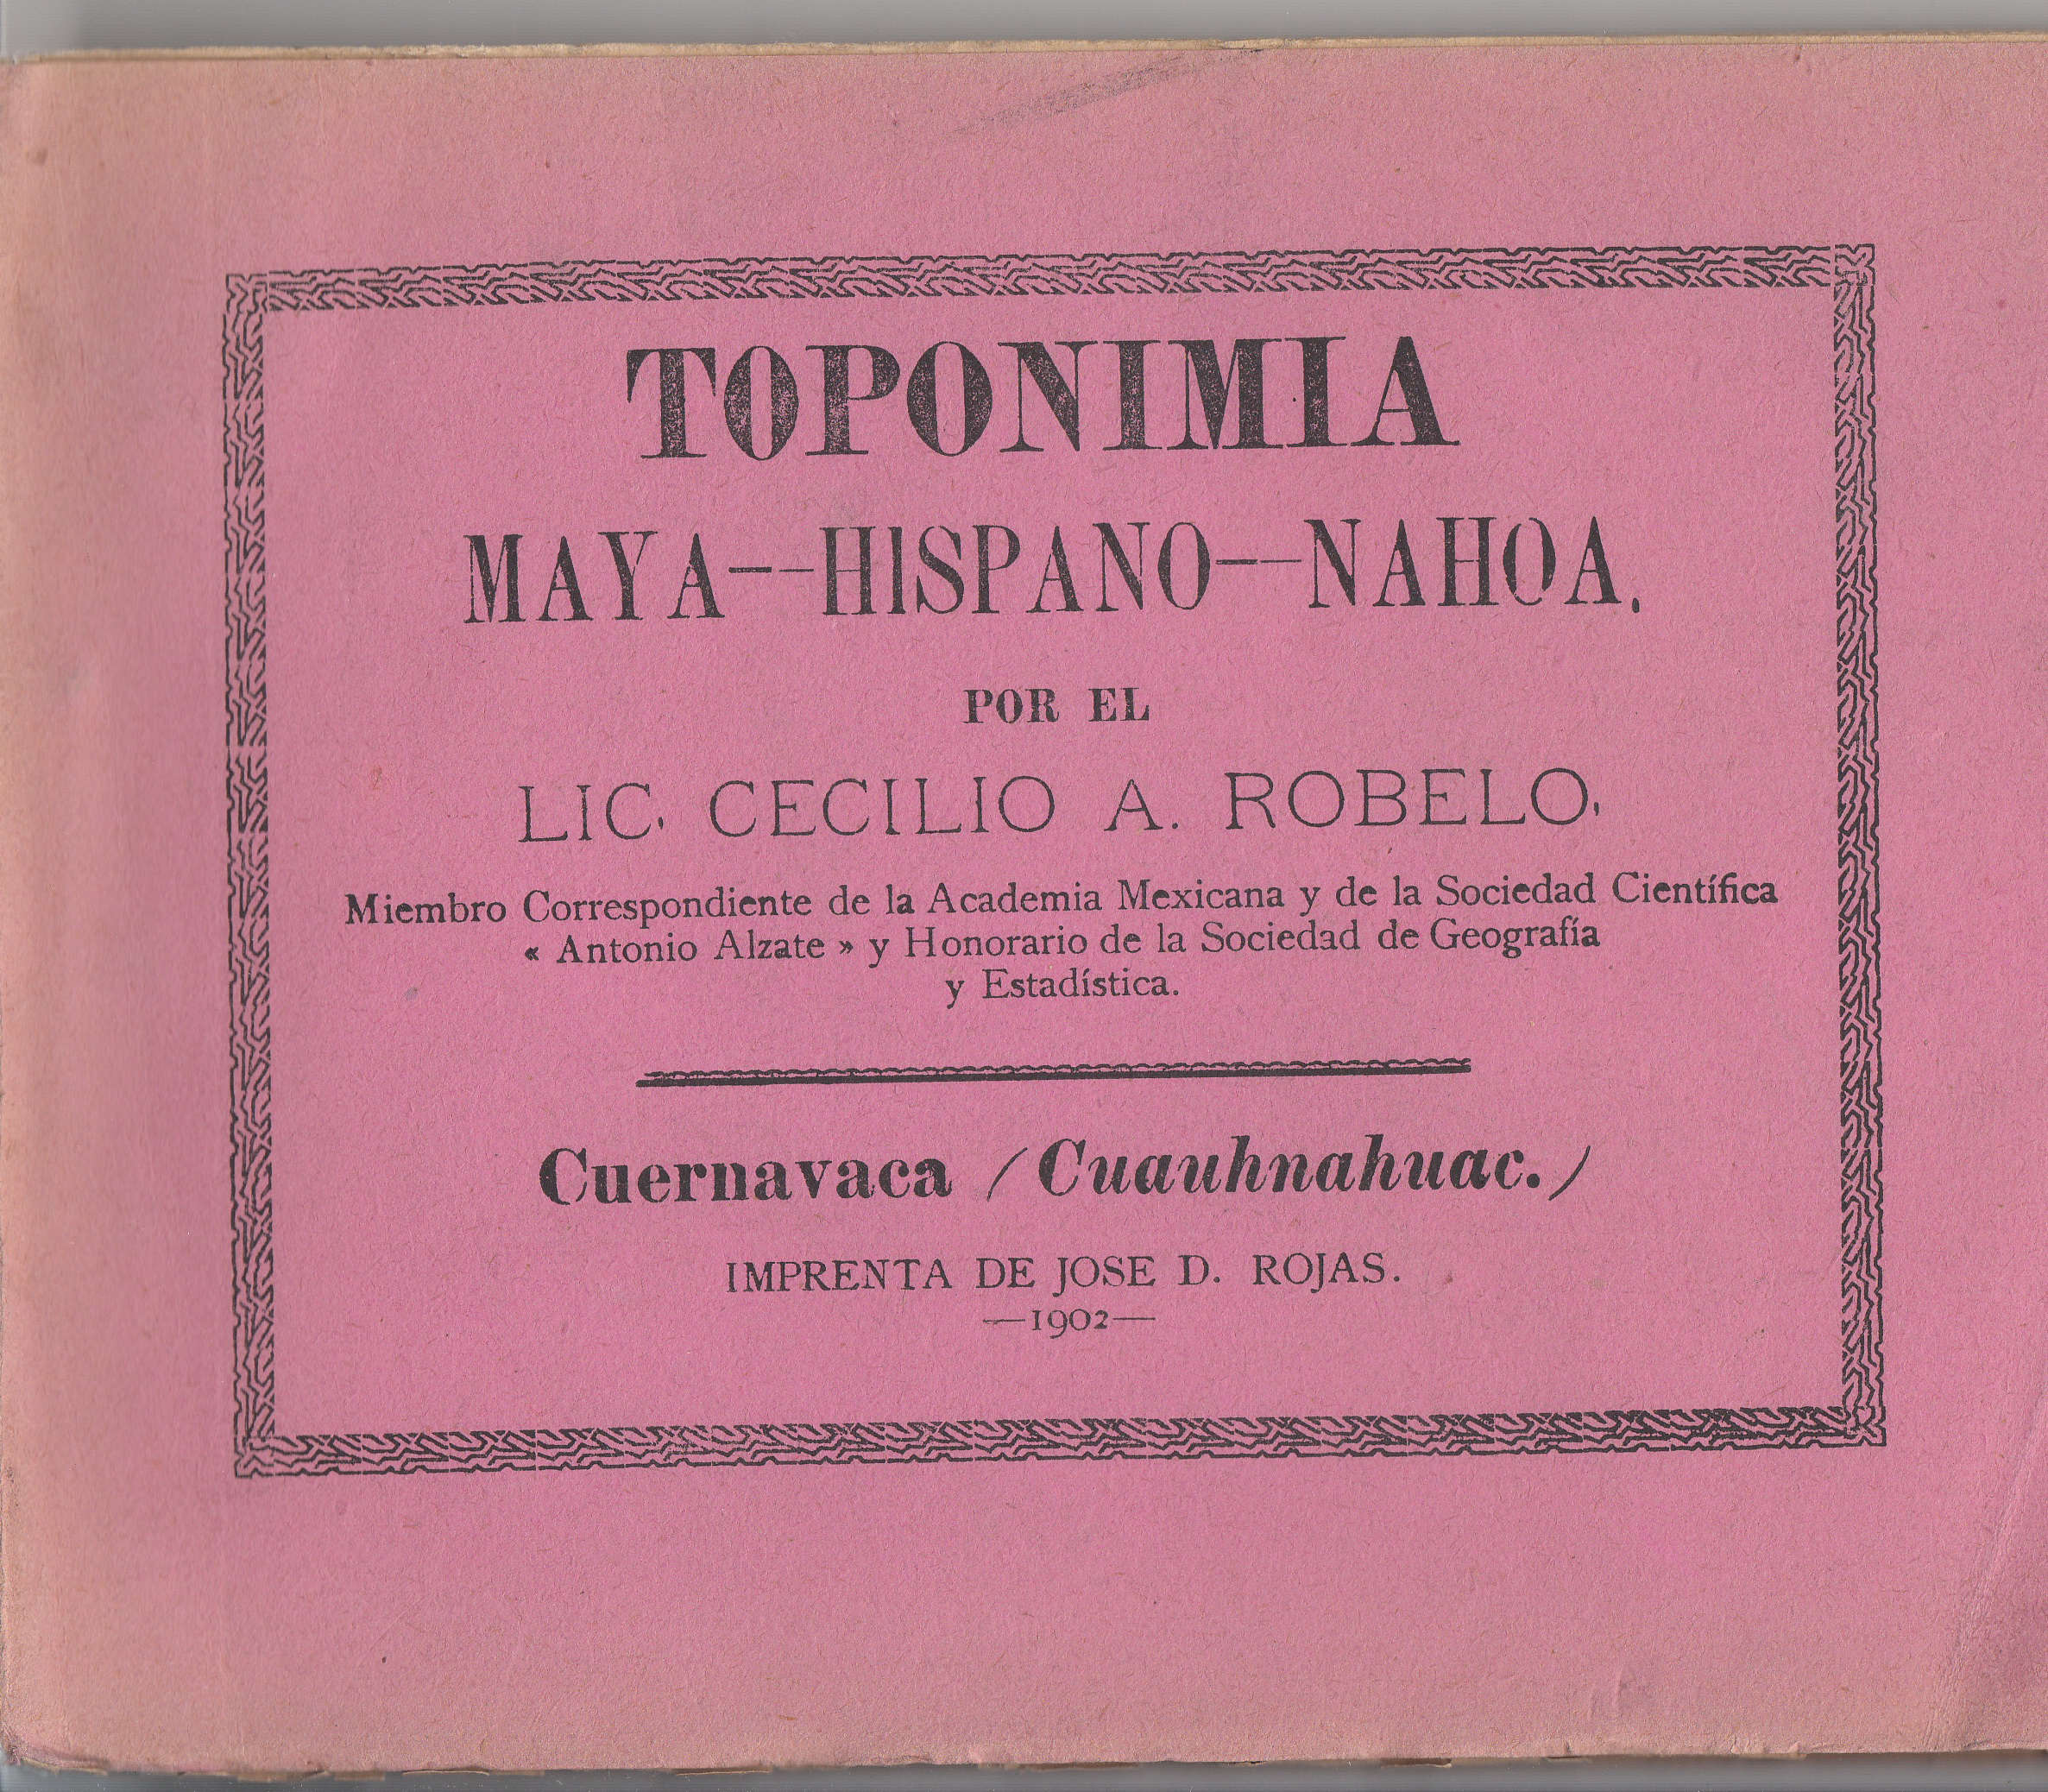 TOPONIMIA
MAYA--HISPANO--NAHOA.
POR EL
LIC. CECILIO A. ROBELO.
Miembro Correspondiente de la Academia Mexicana y de la Sociedad Científica
« Antonio Alzate » y Honorario de la Sociedad de Geografía
y Estadística.
Cuernavaca (Cuauhnahuac.)
IMPRENTA DE JOSE D. ROJAS.
—1902—